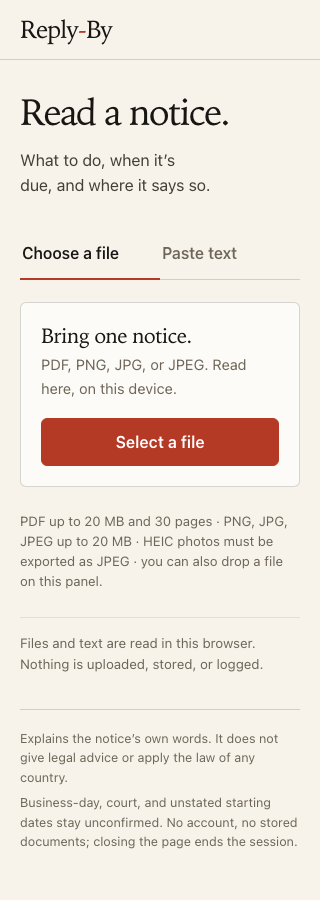 Reply-By
Read a notice.
What to do, when it’s
due, and where it says so.
Choose a file
Paste text
Bring one notice.
PDF, PNG, JPG, or JPEG. Read
here, on this device.
Select a file
PDF up to 20 MB and 30 pages · PNG, JPG,
JPEG up to 20 MB · HEIC photos must be
exported as JPEG · you can also drop a file
on this panel.
Files and text are read in this browser.
Nothing is uploaded, stored, or logged.
Explains the notice’s own words. It does not
give legal advice or apply the law of any
country.
Business-day, court, and unstated starting
dates stay unconfirmed. No account, no stored
documents; closing the page ends the session.